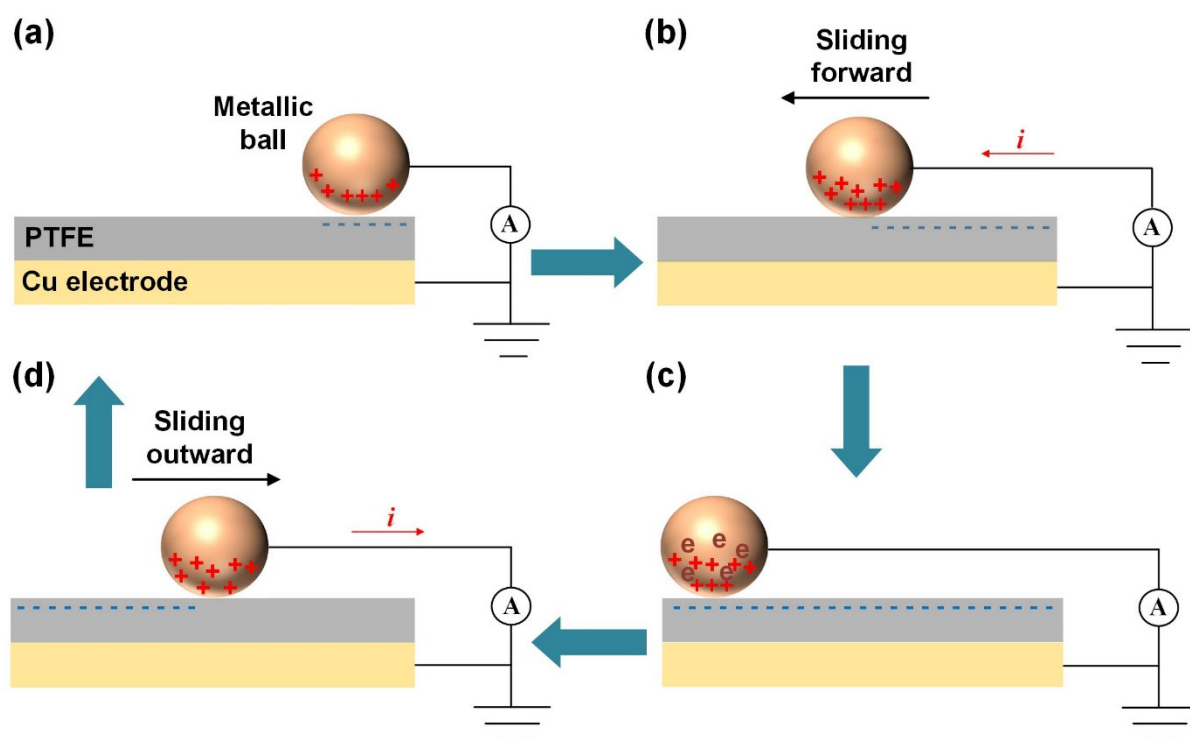 (a)
Metallic
ball
+ + +++ +
A
PTFE
Cu electrode
(b)
Sliding
forward
i
+ + + + + + +++
A
(d)
Sliding
outward
i
+ + + + + + + +
A
(c)
e e e
+ + + + +
e e
+++
A